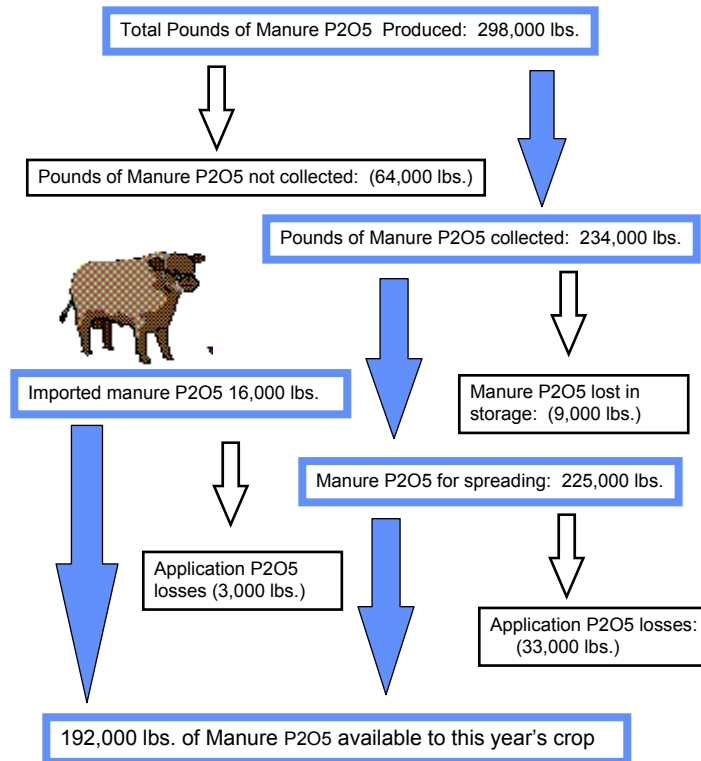 Total Pounds of Manure P2O5 Produced: 298,000 lbs.
Pounds of Manure P2O5 not collected: (64,000 lbs.)
Pounds of Manure P2O5 collected: 234,000 lbs.
Imported manure P2O5 16,000 lbs.
Manure P2O5 lost in
storage: (9,000 lbs.)
Manure P2O5 for spreading: 225,000 lbs.
Application P2O5
losses (3,000 lbs.)
Application P2O5 losses:
(33,000 lbs.)
192,000 lbs. of Manure P2O5 available to this year’s crop